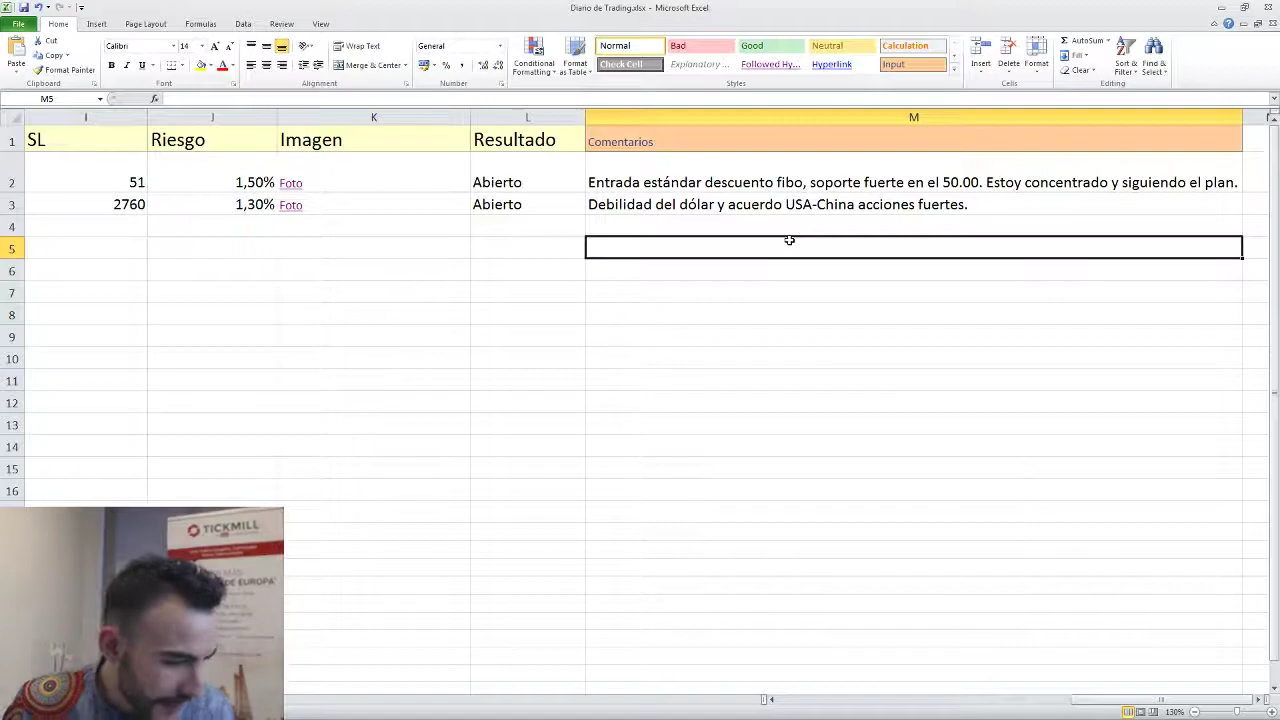 Diario de Trading.xlsx - Microsoft Excel
File Home Insert Page Layout Formulas Data Review View
Cut
Copy
Format Painter
Paste
Clipboard
Calibri 14
B I U
Font
Wrap Text
Merge & Center
Alignment
General
Number
Conditional Formatting
Format as Table
Normal Bad Good Neutral Calculation
Check Cell Explanatory ... Followed Hy... Hyperlink Input
Styles
Insert Delete Format
Cells
AutoSum
Fill
Clear
Sort & Filter
Find & Select
Editing
M5 fx
I J K L M
1 SL Riesgo Imagen Resultado Comentarios
2 51 1,50% Foto Abierto Entrada estándar descuento fibo, soporte fuerte en el 50.00. Estoy concentrado y siguiendo el plan.
3 2760 1,30% Foto Abierto Debilidad del dólar y acuerdo USA-China acciones fuertes.
4
5
6
7
8
9
10
11
12
13
14
15
16
TICKMILL
DE EUROPA
130%